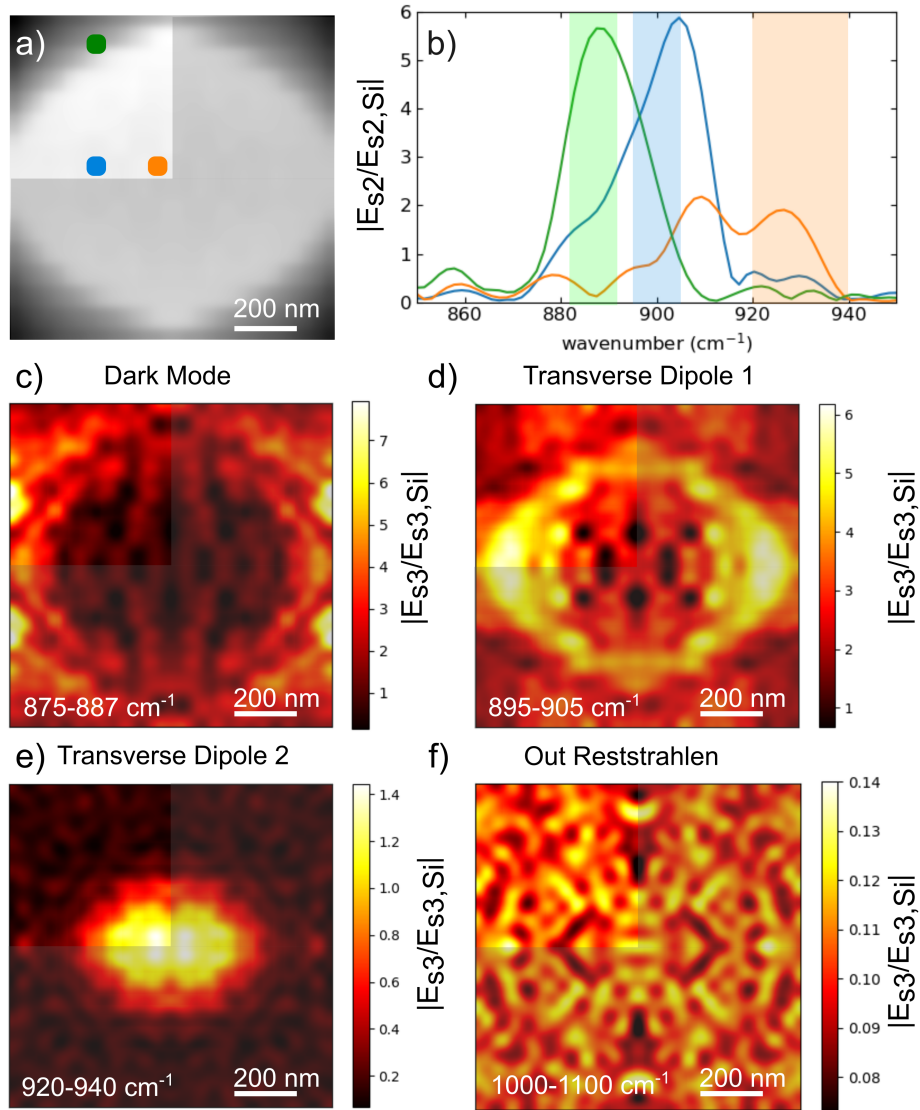 a)
200 nm
b)
|Es2/Es2,Si|
6
5
4
3
2
1
0
860 880 900 920 940
wavenumber (cm⁻¹)
c) Dark Mode
875-887 cm⁻¹
200 nm
7
6
5
4
3
2
1
|Es3/Es3,Si|
d) Transverse Dipole 1
895-905 cm⁻¹
200 nm
6
5
4
3
2
1
|Es3/Es3,Si|
e) Transverse Dipole 2
920-940 cm⁻¹
200 nm
1.4
1.2
1.0
0.8
0.6
0.4
0.2
|Es3/Es3,Si|
f) Out Reststrahlen
1000-1100 cm⁻¹
200 nm
0.14
0.13
0.12
0.11
0.10
0.09
0.08
|Es3/Es3,Si|